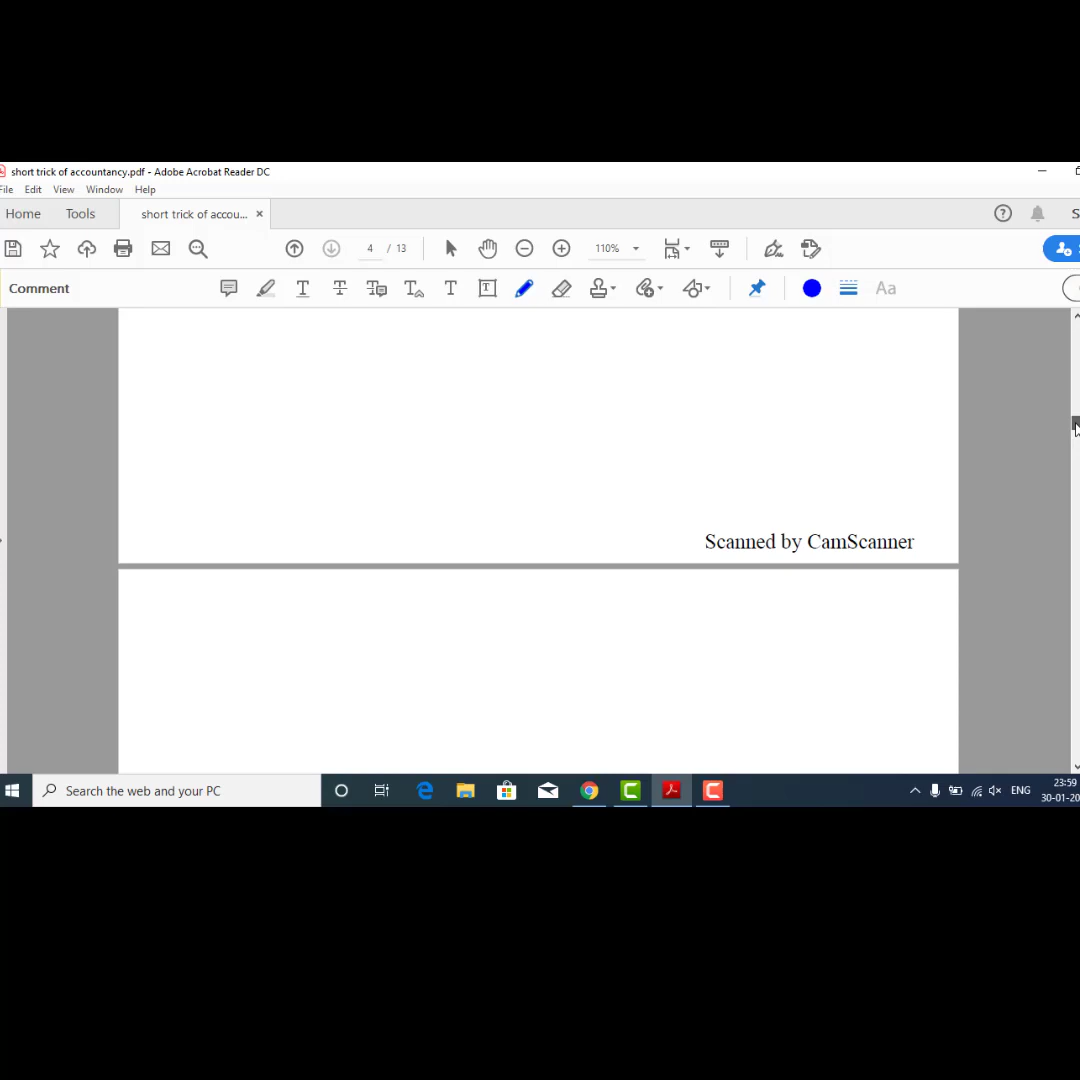 short trick of accountancy.pdf - Adobe Acrobat Reader DC
File Edit View Window Help
Home Tools short trick of accou... ×
4 / 13 110%
Comment
Aa
Scanned by CamScanner
Search the web and your PC
ENG
23:59
30-01-20